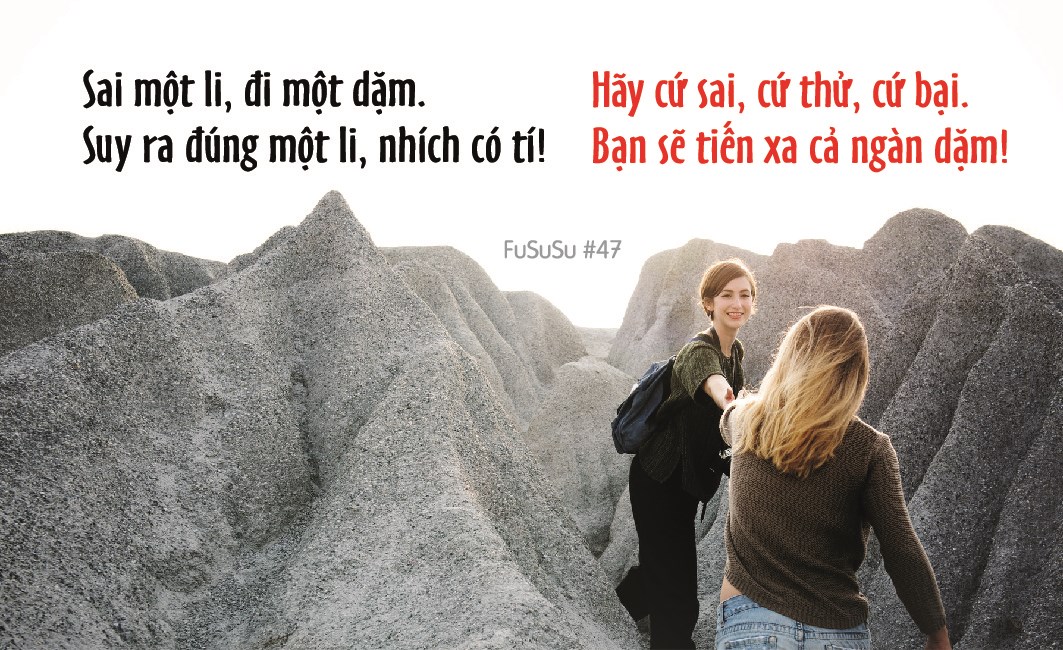 Sai một li, đi một dặm.
Suy ra đúng một li, nhích có tí!
Hãy cứ sai, cứ thử, cứ bại.
Bạn sẽ tiến xa cả ngàn dặm!
FuSuSu #47